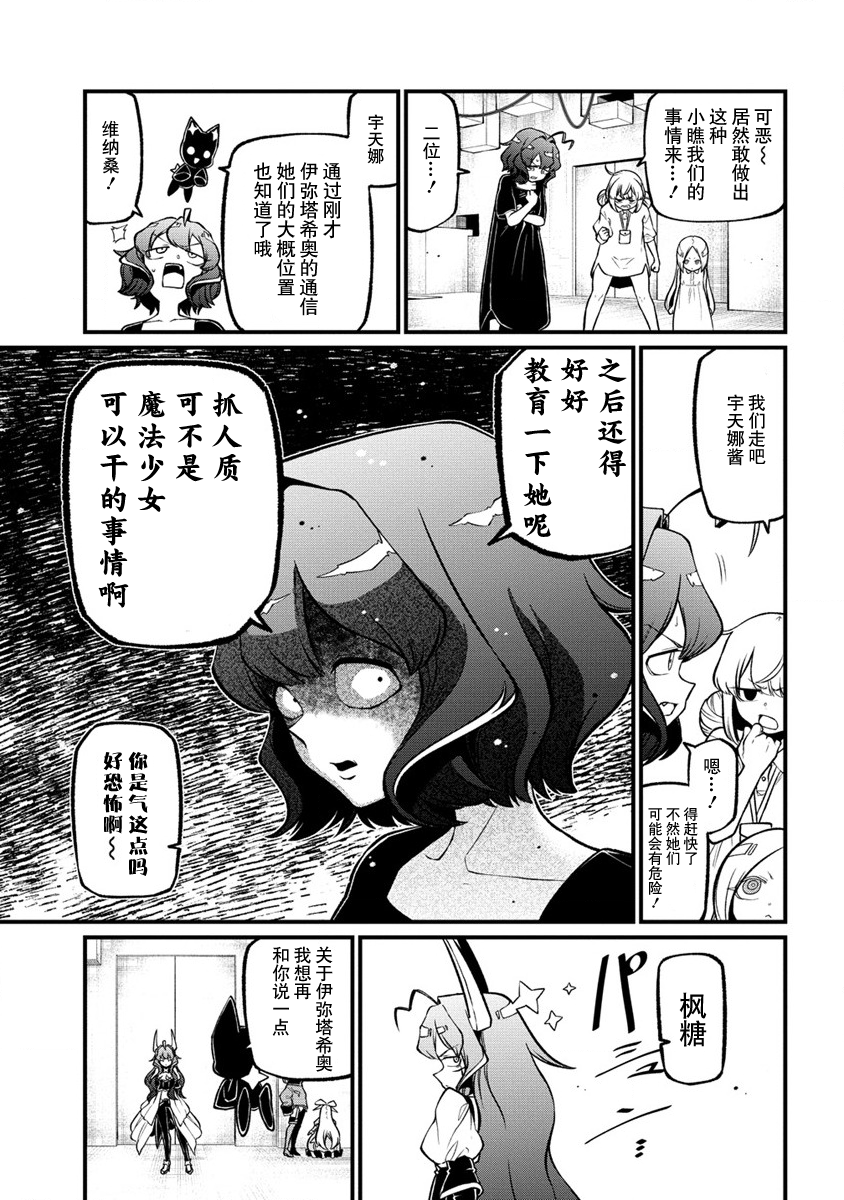 可恶～
居然敢做出
这种
小瞧我们的
事情来…！
二位…！
宇天娜
通过刚才
伊弥塔希奥的通信
她们的大概位置
也知道了哦
维纳桑！
我们走吧
宇天娜酱
嗯…！
得赶快了
不然她们
可能会有危险！
之后还得
好好
教育一下她呢
抓人质
可不是
魔法少女
可以干的事情啊
你是气这点吗
好恐怖啊～
枫糖
パ
关于伊弥塔希奥
我想再
和你说一点